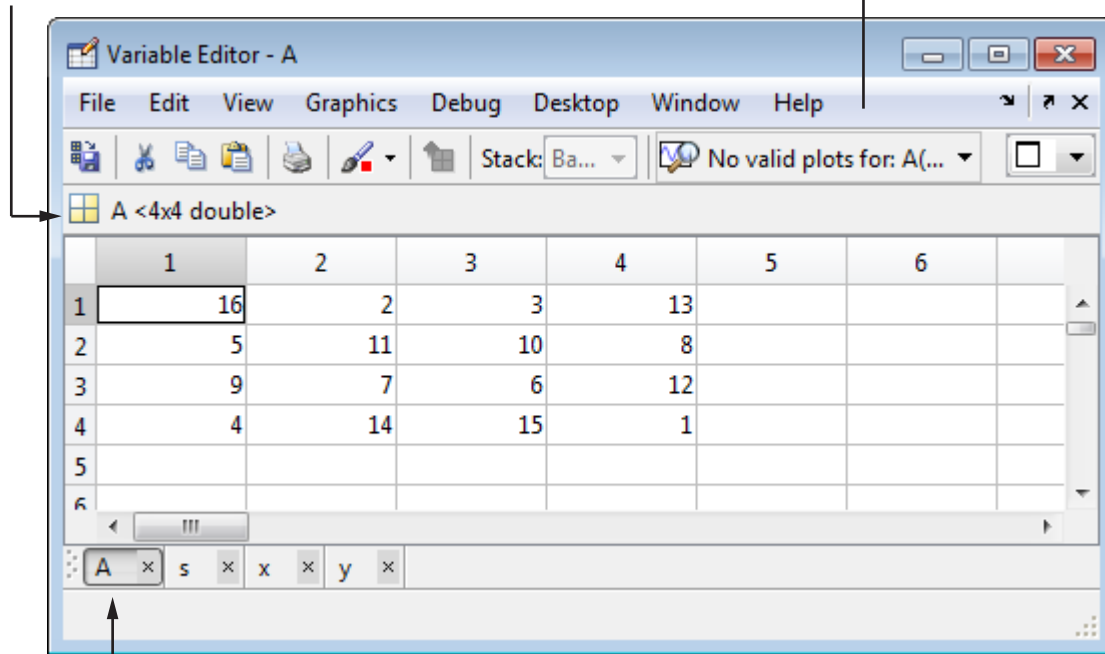 Variable Editor - A
File Edit View Graphics Debug Desktop Window Help
Stack: Ba... No valid plots for: A(...
A <4x4 double>
1 2 3 4 5 6
1 16 2 3 13
2 5 11 10 8
3 9 7 6 12
4 4 14 15 1
5
6
A s x y